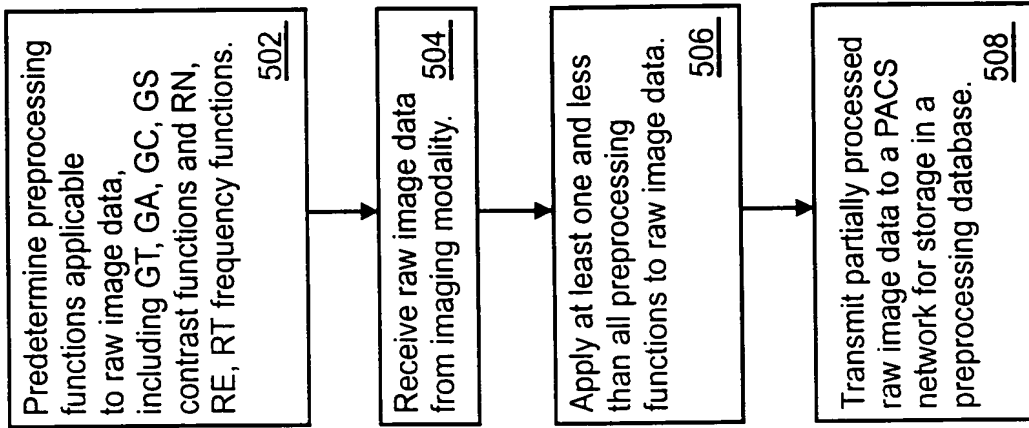 Predetermine preprocessing
functions applicable
to raw image data,
including GT, GA, GC, GS
contrast functions and RN,
RE, RT frequency functions.
502
Receive raw image data
from imaging modality.
504
Apply at least one and less
than all preprocessing
functions to raw image data.
506
Transmit partially processed
raw image data to a PACS
network for storage in a
preprocessing database.
508